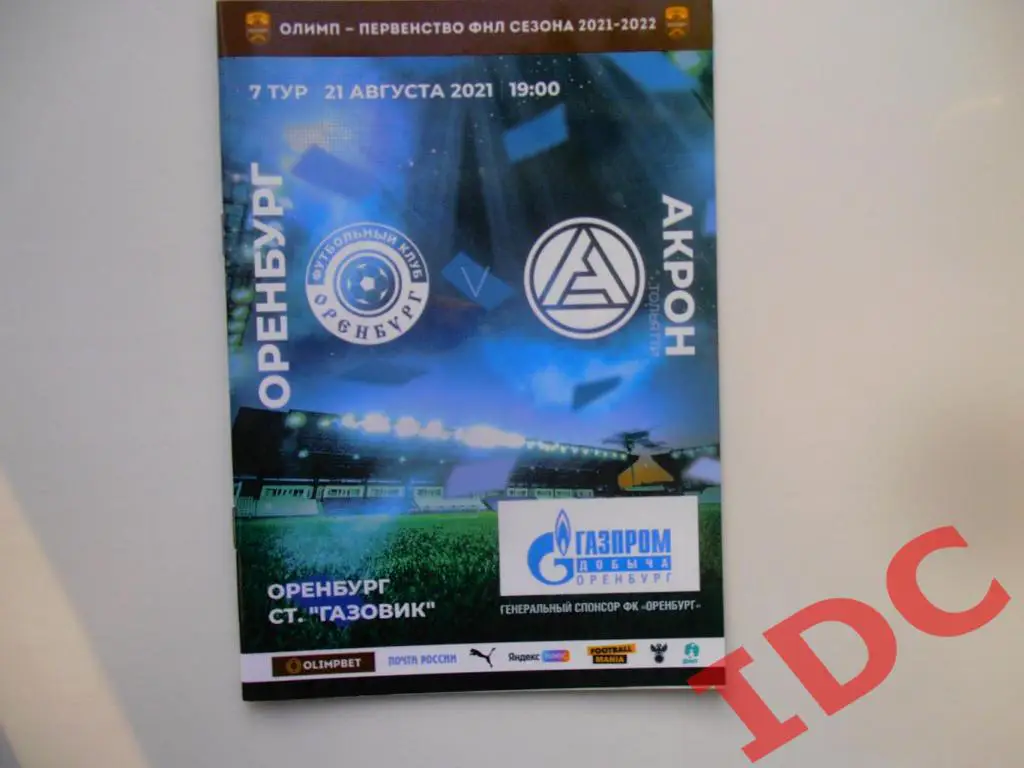 ОЛИМП – ПЕРВЕНСТВО ФНЛ СЕЗОНА 2021-2022
7 ТУР 21 АВГУСТА 2021 19:00
ОРЕНБУРГ
ФУТБОЛЬНЫЙ КЛУБ
ОРЕНБУРГ
V
АКРОН
..ТОЛЬЯТТИ..
ГАЗПРОМ
ДОБЫЧА
ОРЕНБУРГ
ГЕНЕРАЛЬНЫЙ СПОНСОР ФК «ОРЕНБУРГ»
ОРЕНБУРГ
СТ. "ГАЗОВИК"
OLIMPBET ПОЧТА РОССИИ Яндекс FOOTBALL
MANIA
IDC